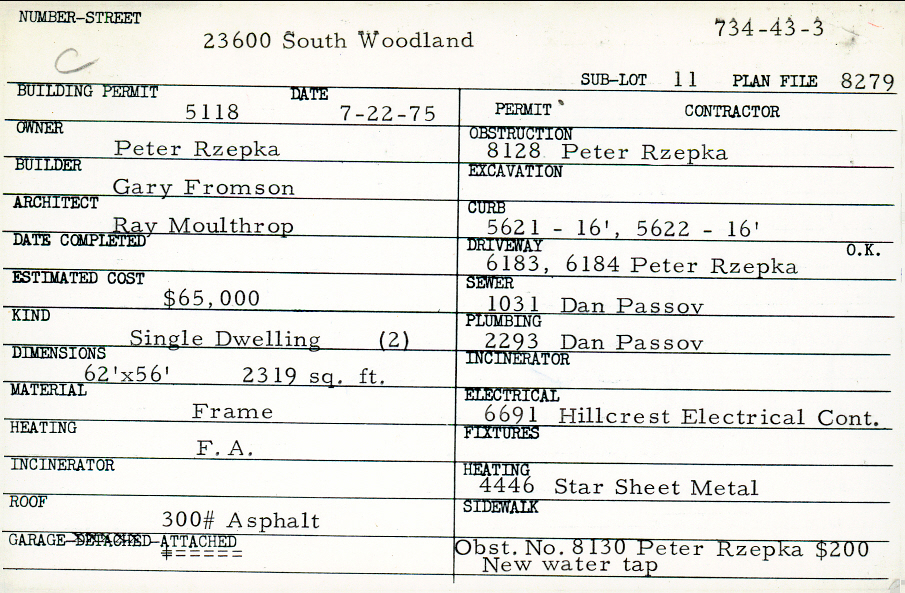 NUMBER-STREET
23600 South Woodland
734-43-3
C
SUB-LOT 11 PLAN FILE 8279
BUILDING PERMIT DATE
5118 7-22-75
OWNER
Peter Rzepka
BUILDER
Gary Fromson
ARCHITECT
Ray Moulthrop
DATE COMPLETED
ESTIMATED COST
$65,000
KIND
Single Dwelling (2)
DIMENSIONS
62'x56' 2319 sq. ft.
MATERIAL
Frame
HEATING
F.A.
INCINERATOR
ROOF
300# Asphalt
GARAGE-DETACHED-ATTACHED
PERMIT CONTRACTOR
OBSTRUCTION
8128 Peter Rzepka
EXCAVATION
CURB
5621 - 16', 5622 - 16'
DRIVEWAY O.K.
6183, 6184 Peter Rzepka
SEWER
1031 Dan Passov
PLUMBING
2293 Dan Passov
INCINERATOR
ELECTRICAL
6691 Hillcrest Electrical Cont.
FIXTURES
HEATING
4446 Star Sheet Metal
SIDEWALK
Obst. No. 8130 Peter Rzepka $200
New water tap